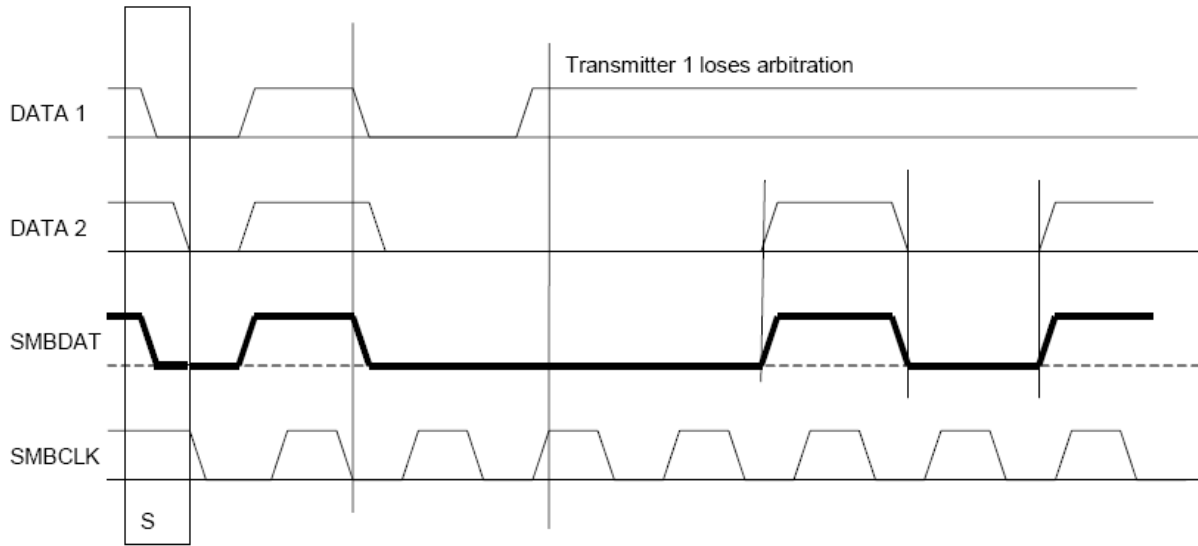 Transmitter 1 loses arbitration
DATA 1
DATA 2
SMBDAT
SMBCLK
S